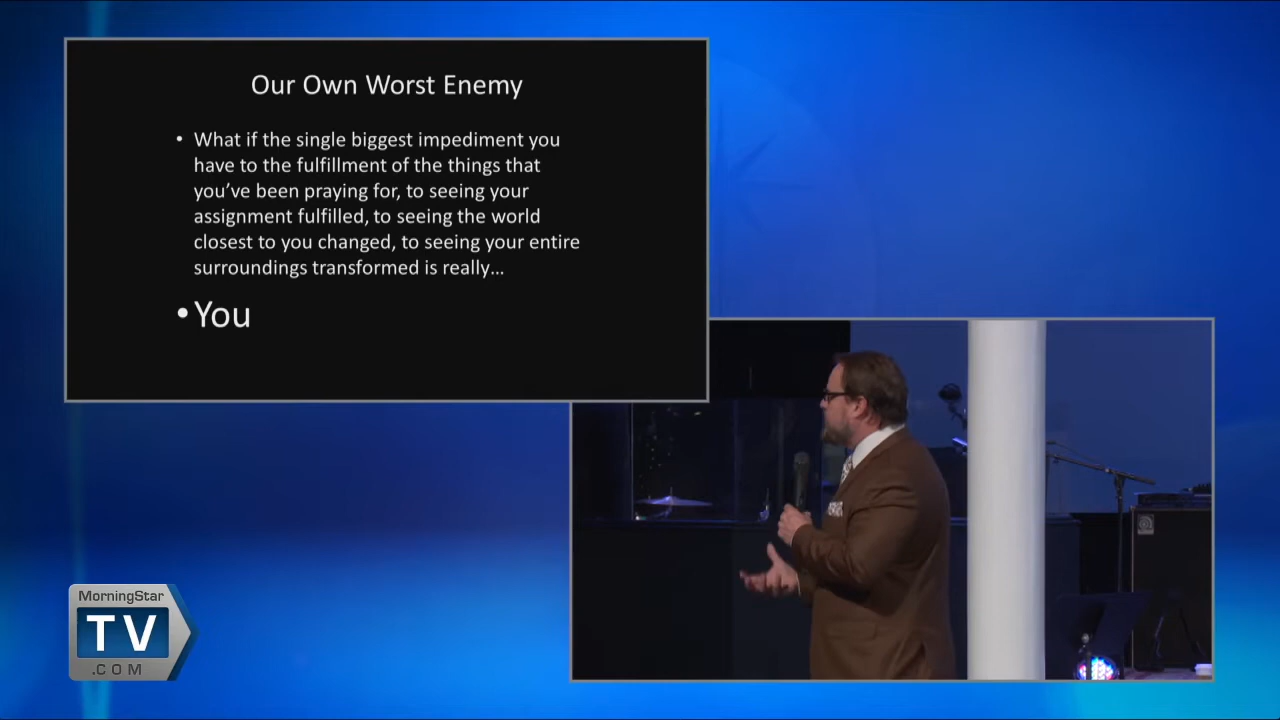 Our Own Worst Enemy
• What if the single biggest impediment you
have to the fulfillment of the things that
you’ve been praying for, to seeing your
assignment fulfilled, to seeing the world
closest to you changed, to seeing your entire
surroundings transformed is really…
• You
MorningStar
TV
.COM